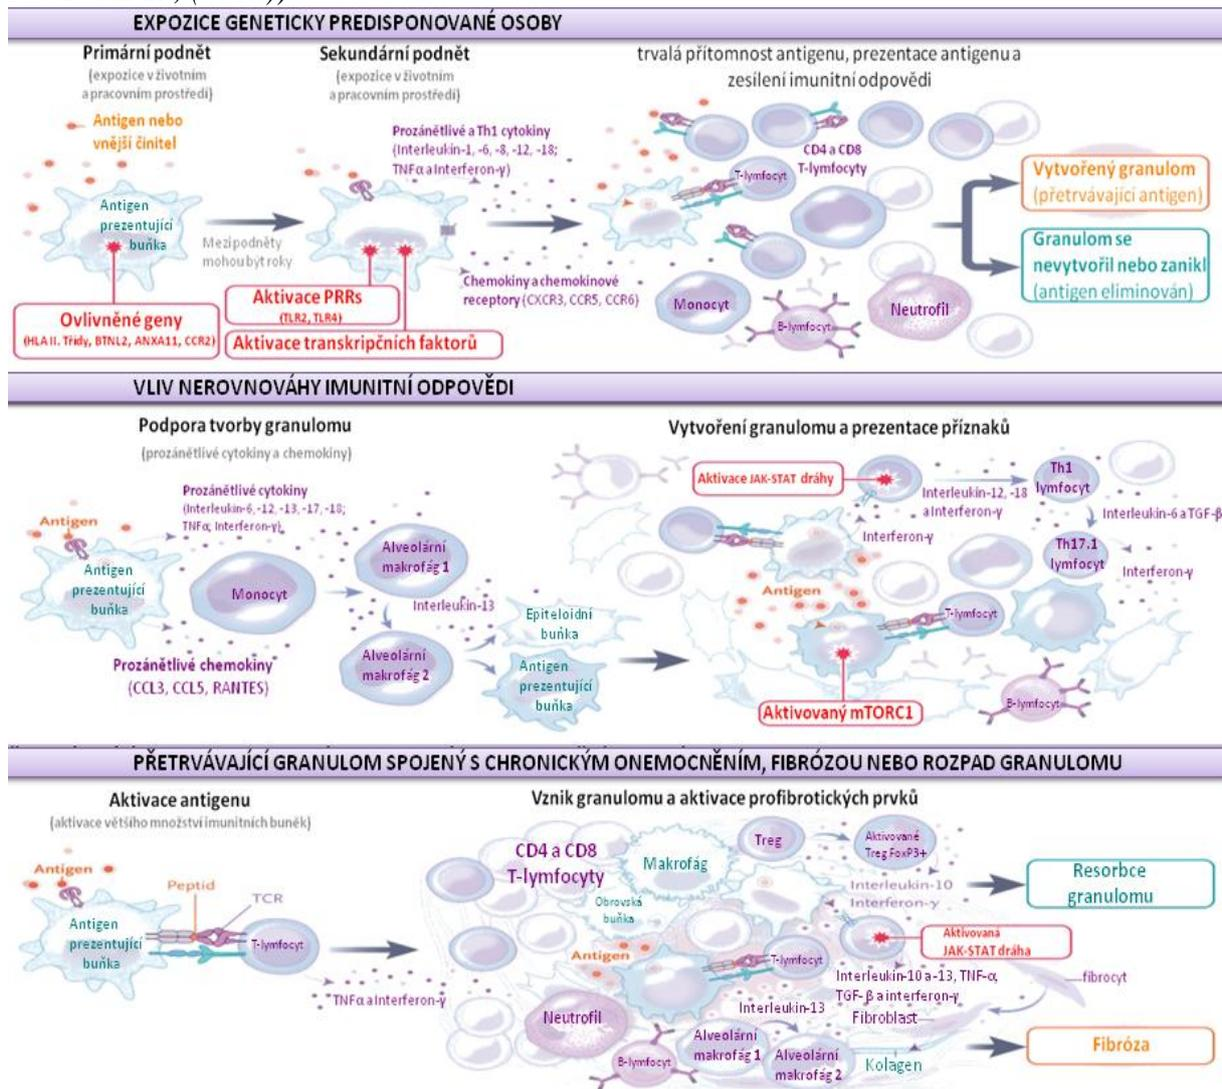 EXPOZICE GENETICKY PREDISPONOVANÉ OSOBY
Primární podnět
(expozice v životním
a pracovním prostředí)
Antigen nebo
vnější činitel
Antigen
prezentující
buňka
Ovlivněné geny
(HLA II. Třídy, BTNL2, ANXA11, CCR2)
Mezipodněty
mohou být roky
Sekundární podnět
(expozice v životním
a pracovním prostředí)
Prozánětlivé a Th1 cytokiny
(Interleukin-1, -6, -8, -12, -18;
TNFα a Interferon-γ)
Aktivace PRRs
(TLR2, TLR4)
Aktivace transkripčních faktorů
Chemokiny a chemokinové
receptory (CXCR3, CCR5, CCR6)
trvalá přítomnost antigenu, prezentace antigenu a
zesílení imunitní odpovědi
CD4 a CD8
T-lymfocyty
T-lymfocyt
Monocyt
B-lymfocyt
Neutrofil
Vytvořený granulom
(přetrvávající antigen)
Granulom se
nevytvořil nebo zanikl
(antigen eliminován)
VLIV NEROVNOVÁHY IMUNITNÍ ODPOVĚDI
Podpora tvorby granulomu
(prozánětlivé cytokiny a chemokiny)
Prozánětlivé cytokiny
(Interleukin-6, -12, -13, -17, -18;
TNFα, Interferon-γ),
Antigen
Antigen
prezentující
buňka
Monocyt
Prozánětlivé chemokiny
(CCL3, CCL5, RANTES)
Alveolární
makrofág 1
Interleukin-13
Alveolární
makrofág 2
Epiteloidní
buňka
Antigen
prezentující
buňka
Vytvoření granulomu a prezentace příznaků
Aktivace JAK-STAT dráhy
Interleukin-12, -18
a Interferon-γ
Th1
lymfocyt
Interleukin-6 a TGF-β
Interferon-γ
Th17.1
lymfocyt
Interferon-γ
Antigen
T-lymfocyt
B-lymfocyt
Aktivovaný mTORC1
PŘETRVÁVAJÍCÍ GRANULOM SPOJENÝ S CHRONICKÝM ONEMOCNĚNÍM, FIBRÓZOU NEBO ROZPAD GRANULOMU
Aktivace antigenu
(aktivace většího množství imunitních buněk)
Antigen
Peptid
TCR
Antigen
prezentující
buňka
T-lymfocyt
TNFα a Interferon-γ
Vznik granulomu a aktivace profibrotických prvků
CD4 a CD8
T-lymfocyty
Makrofág
Obrovská
buňka
Treg
Aktivované
Treg FoxP3+
Interleukin-10
Interferon-γ
Aktivovaná
JAK-STAT dráha
Antigen
T-lymfocyt
Interleukin-10 a -13, TNF-α,
TGF- β a interferon-γ
Fibroblast
fibrocyt
Interleukin-13
Neutrofil
B-lymfocyt
Alveolární
makrofág 1
Alveolární
makrofág 2
Kolagen
Resorbce
granulomu
Fibróza